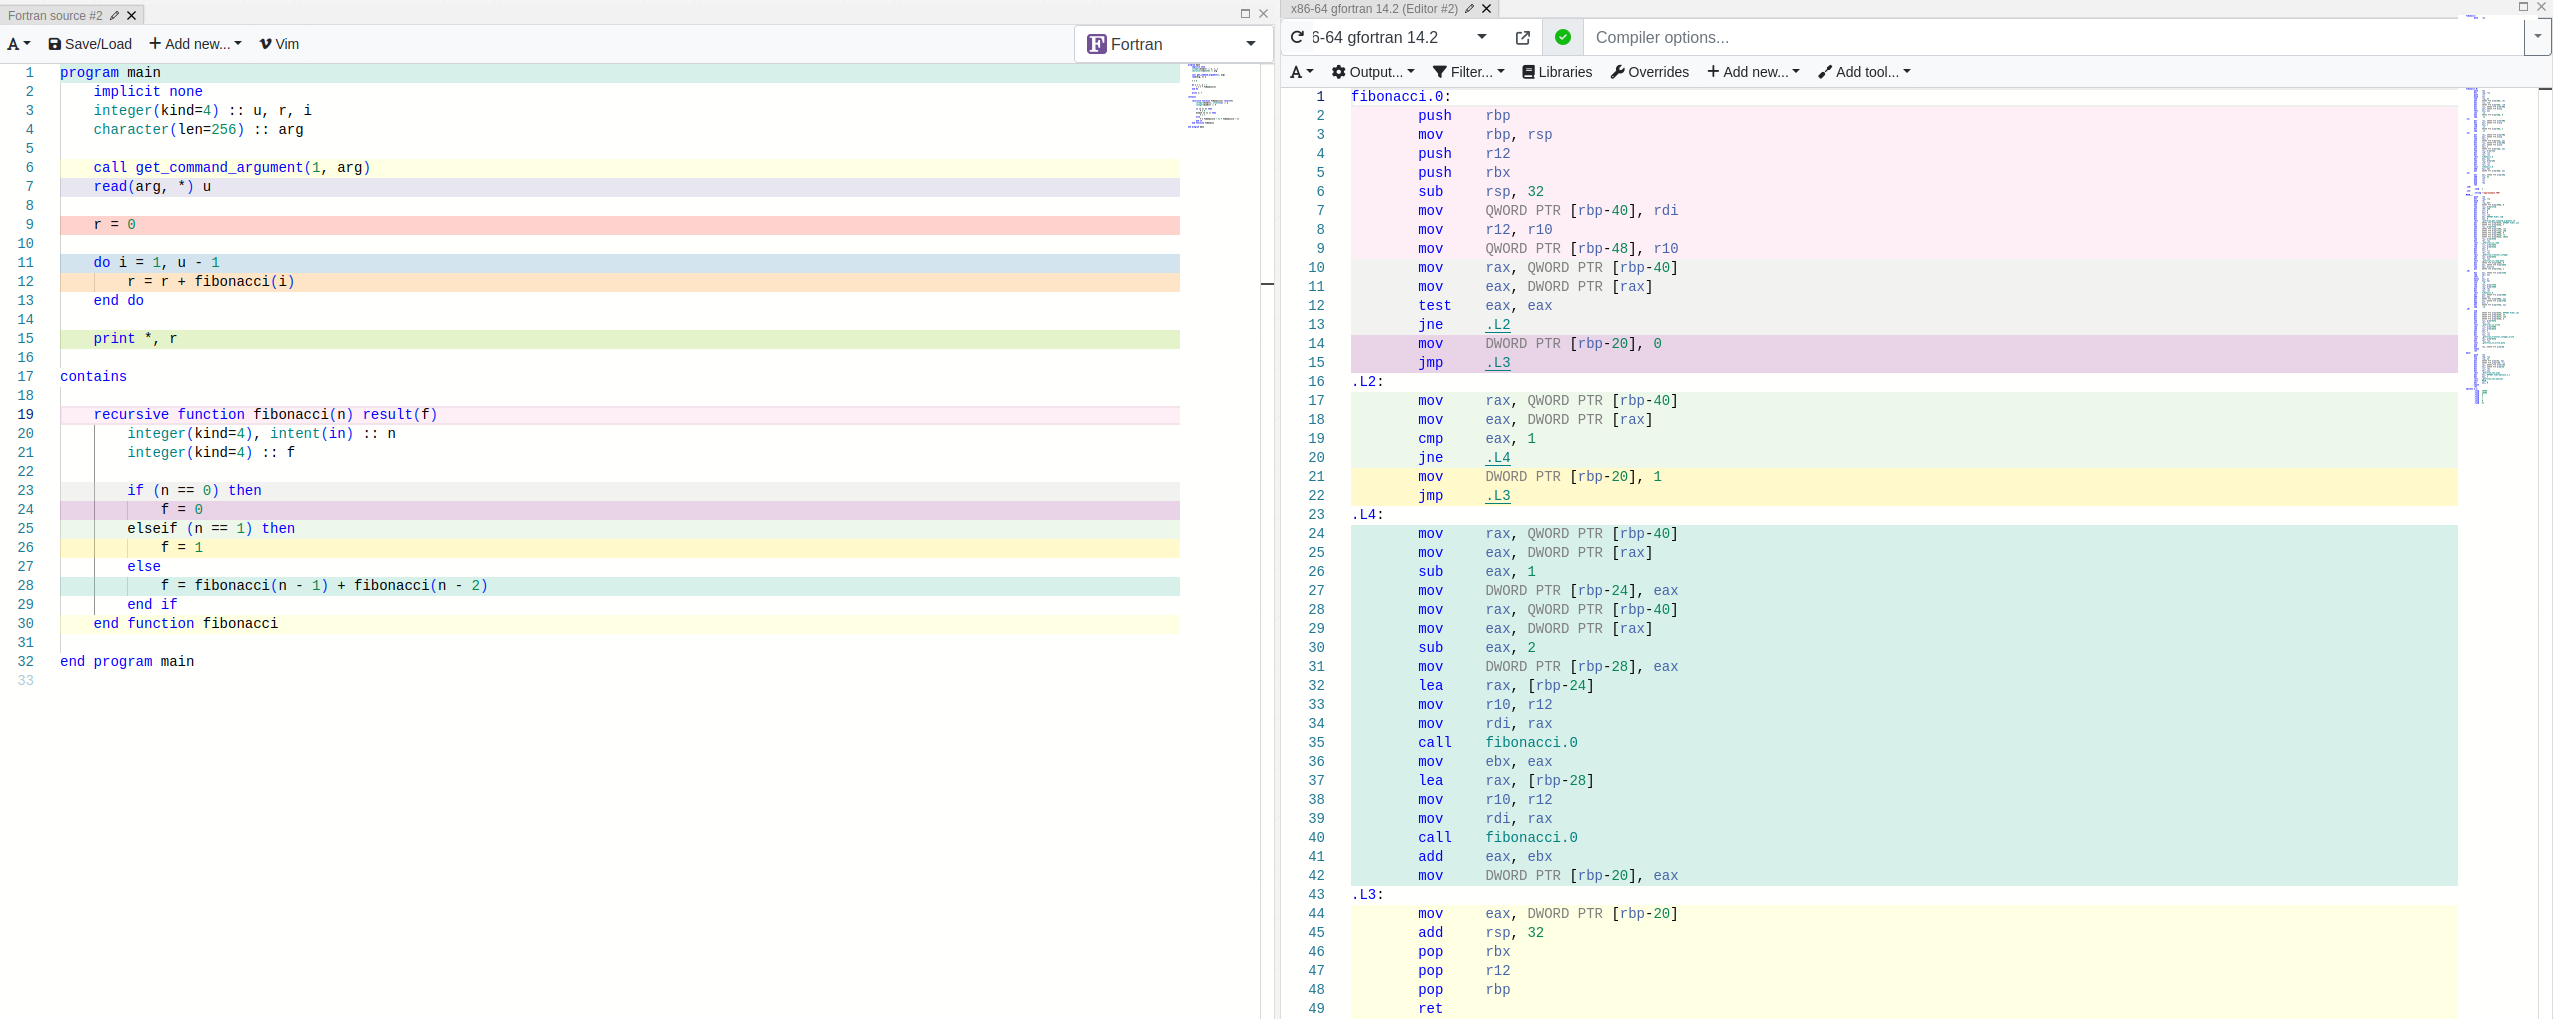 Fortran source #2
A Save/Load Add new... Vim
Fortran
1 program main
2     implicit none
3     integer(kind=4) :: u, r, i
4     character(len=256) :: arg
5
6     call get_command_argument(1, arg)
7     read(arg, *) u
8
9     r = 0
10
11     do i = 1, u - 1
12         r = r + fibonacci(i)
13     end do
14
15     print *, r
16
17 contains
18
19     recursive function fibonacci(n) result(f)
20         integer(kind=4), intent(in) :: n
21         integer(kind=4) :: f
22
23         if (n == 0) then
24             f = 0
25         elseif (n == 1) then
26             f = 1
27         else
28             f = fibonacci(n - 1) + fibonacci(n - 2)
29         end if
30     end function fibonacci
31
32 end program main
33
x86-64 gfortran 14.2 (Editor #2)
6-64 gfortran 14.2
Compiler options...
A Output... Filter... Libraries Overrides Add new... Add tool...
1 fibonacci.0:
2         push    rbp
3         mov     rbp, rsp
4         push    r12
5         push    rbx
6         sub     rsp, 32
7         mov     QWORD PTR [rbp-40], rdi
8         mov     r12, r10
9         mov     QWORD PTR [rbp-48], r10
10         mov     rax, QWORD PTR [rbp-40]
11         mov     eax, DWORD PTR [rax]
12         test    eax, eax
13         jne     .L2
14         mov     DWORD PTR [rbp-20], 0
15         jmp     .L3
16 .L2:
17         mov     rax, QWORD PTR [rbp-40]
18         mov     eax, DWORD PTR [rax]
19         cmp     eax, 1
20         jne     .L4
21         mov     DWORD PTR [rbp-20], 1
22         jmp     .L3
23 .L4:
24         mov     rax, QWORD PTR [rbp-40]
25         mov     eax, DWORD PTR [rax]
26         sub     eax, 1
27         mov     DWORD PTR [rbp-24], eax
28         mov     rax, QWORD PTR [rbp-40]
29         mov     eax, DWORD PTR [rax]
30         sub     eax, 2
31         mov     DWORD PTR [rbp-28], eax
32         lea     rax, [rbp-24]
33         mov     r10, r12
34         mov     rdi, rax
35         call    fibonacci.0
36         mov     ebx, eax
37         lea     rax, [rbp-28]
38         mov     r10, r12
39         mov     rdi, rax
40         call    fibonacci.0
41         add     eax, ebx
42         mov     DWORD PTR [rbp-20], eax
43 .L3:
44         mov     eax, DWORD PTR [rbp-20]
45         add     rsp, 32
46         pop     rbx
47         pop     r12
48         pop     rbp
49         ret